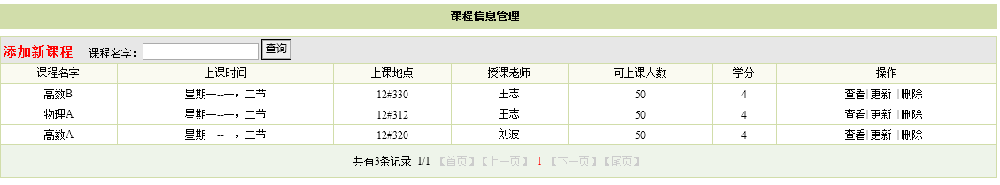 课程信息管理
添加新课程 课程名字： 查询
课程名字 上课时间 上课地点 授课老师 可上课人数 学分 操作
高数B 星期一--一，二节 12#330 王志 50 4 查看| 更新 |删除
物理A 星期一--一，二节 12#312 王志 50 4 查看| 更新 |删除
高数A 星期一--一，二节 12#320 刘波 50 4 查看| 更新 |删除
共有3条记录 1/1 【首页】【上一页】 1 【下一页】【尾页】